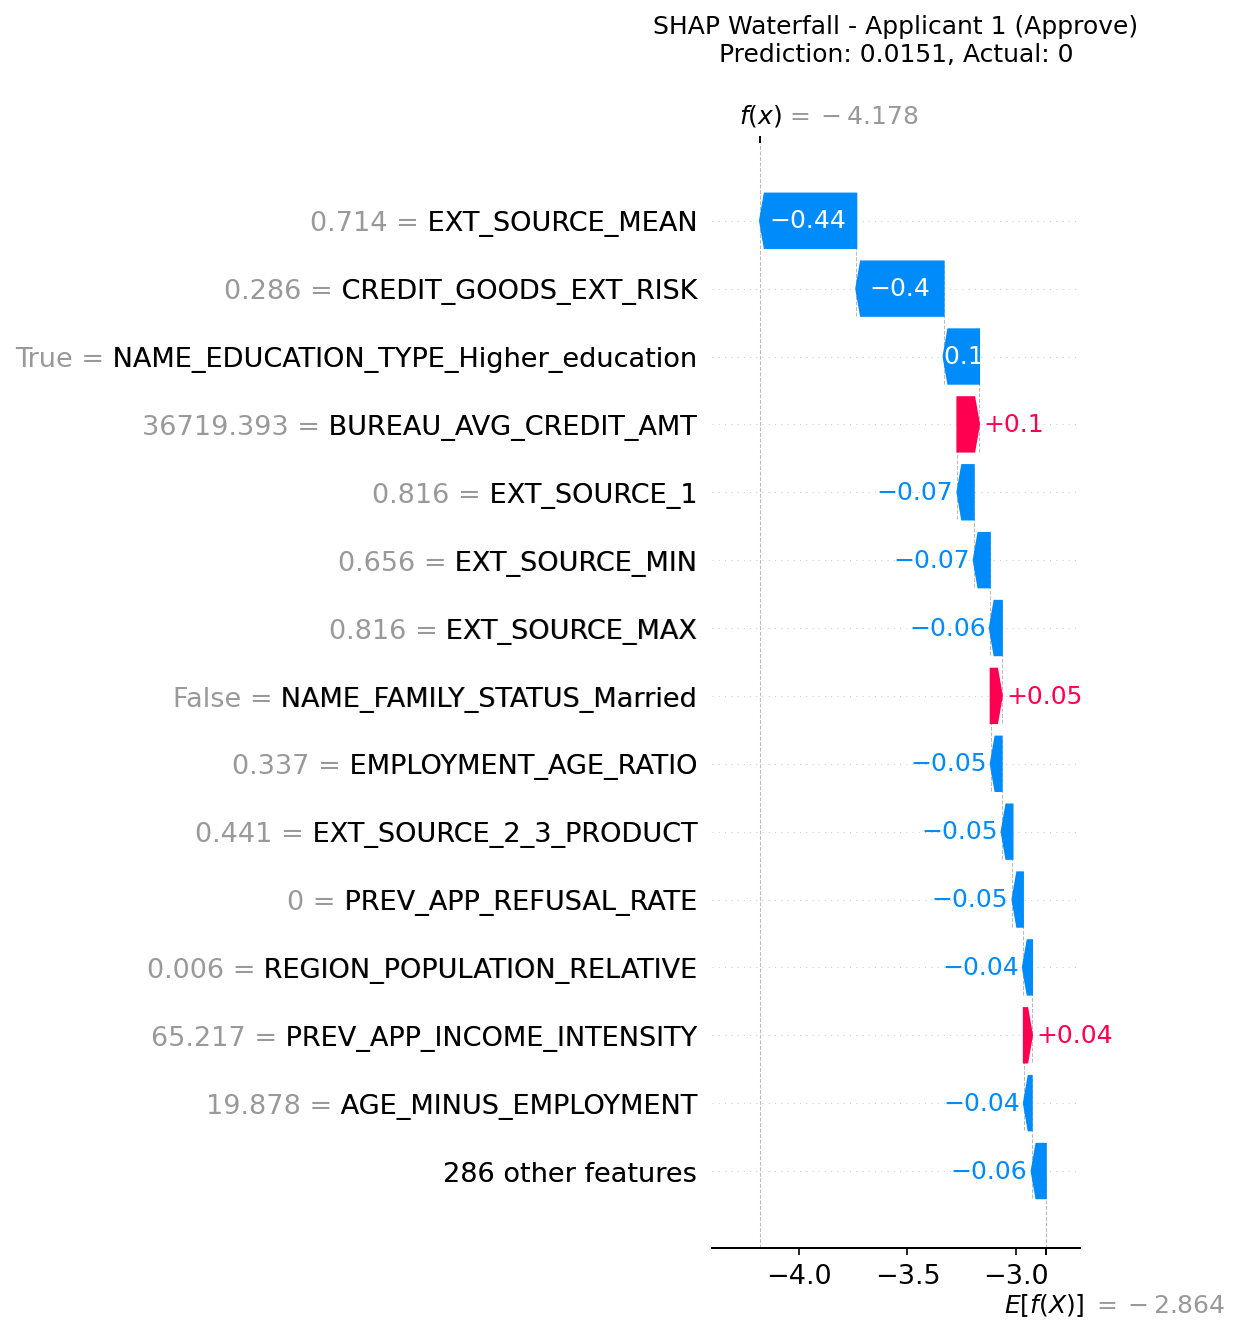 SHAP Waterfall - Applicant 1 (Approve)
Prediction: 0.0151, Actual: 0
f(x) = −4.178
0.714 = EXT_SOURCE_MEAN −0.44
0.286 = CREDIT_GOODS_EXT_RISK −0.4
True = NAME_EDUCATION_TYPE_Higher_education 0.1
36719.393 = BUREAU_AVG_CREDIT_AMT +0.1
0.816 = EXT_SOURCE_1 −0.07
0.656 = EXT_SOURCE_MIN −0.07
0.816 = EXT_SOURCE_MAX −0.06
False = NAME_FAMILY_STATUS_Married +0.05
0.337 = EMPLOYMENT_AGE_RATIO −0.05
0.441 = EXT_SOURCE_2_3_PRODUCT −0.05
0 = PREV_APP_REFUSAL_RATE −0.05
0.006 = REGION_POPULATION_RELATIVE −0.04
65.217 = PREV_APP_INCOME_INTENSITY +0.04
19.878 = AGE_MINUS_EMPLOYMENT −0.04
286 other features −0.06
−4.0 −3.5 −3.0
E[f(X)] = −2.864